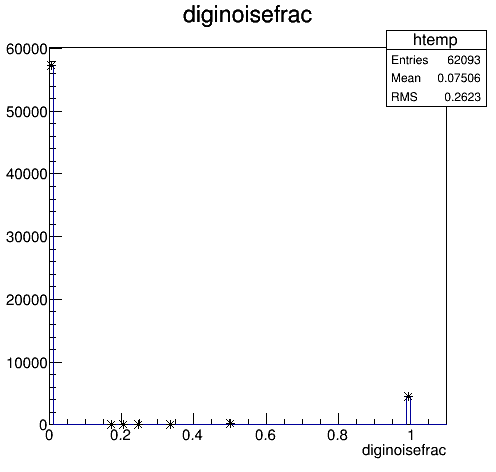 diginoisefrac
htemp
Entries 62093
Mean 0.07506
RMS 0.2623
60000
50000
40000
30000
20000
10000
0
0 0.2 0.4 0.6 0.8 1
diginoisefrac